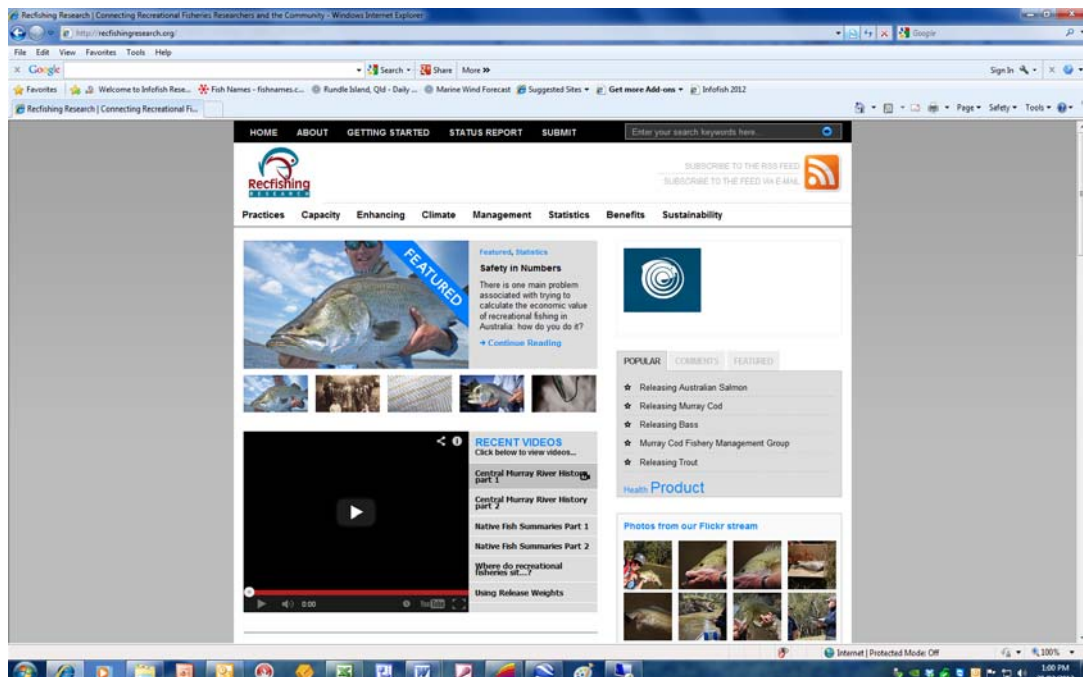 Recfishing Research | Connecting Recreational Fisheries Researchers and the Community - Windows Internet Explorer
http://recfishingresearch.org/
Google
File Edit View Favorites Tools Help
Google Search Share More »
Sign In
Favorites Welcome to Infofish Rese... Fish Names - fishnames.c... Rundle Island, Qld - Daily ... Marine Wind Forecast Suggested Sites Get more Add-ons Infofish 2012
Recfishing Research | Connecting Recreational Fi...
Page Safety Tools
HOME ABOUT GETTING STARTED STATUS REPORT SUBMIT
Enter your search keywords here...
Recfishing
RESEARCH
SUBSCRIBE TO THE RSS FEED
SUBSCRIBE TO THE FEED VIA E-MAIL
Practices Capacity Enhancing Climate Management Statistics Benefits Sustainability
FEATURED
Featured, Statistics
Safety in Numbers
There is one main problem
associated with trying to
calculate the economic value
of recreational fishing in
Australia: how do you do it?
→ Continue Reading
RECENT VIDEOS
Click below to view videos...
Central Murray River History
part 1
Central Murray River History
part 2
Native Fish Summaries Part 1
Native Fish Summaries Part 2
Where do recreational
fisheries sit...?
Using Release Weights
0:00
YouTube
POPULAR COMMENTS FEATURED
Releasing Australian Salmon
Releasing Murray Cod
Releasing Bass
Murray Cod Fishery Management Group
Releasing Trout
Health Product
Photos from our Flickr stream
Internet | Protected Mode: Off
100%
1:00 PM